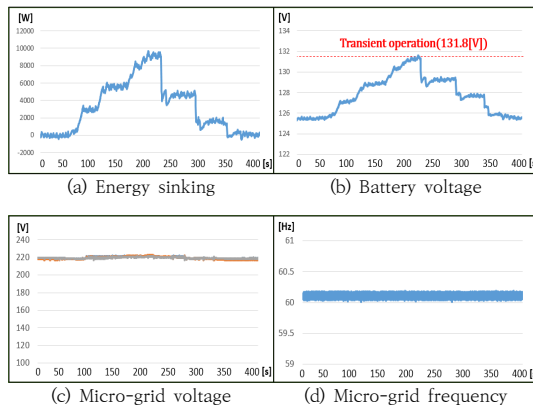 [W]
12000
10000
8000
6000
4000
2000
0
-2000
0 50 100 150 200 250 300 350 400 [s]
(a) Energy sinking
[V]
Transient operation(131.8[V])
132
130
128
126
124
122
0 50 100 150 200 250 300 350 400 [s]
(b) Battery voltage
[V]
240
220
200
180
160
140
120
100
0 50 100 150 200 250 300 350 400 [s]
(c) Micro-grid voltage
[Hz]
61
60.5
60
59.5
59
0 50 100 150 200 250 300 350 400
(d) Micro-grid frequency